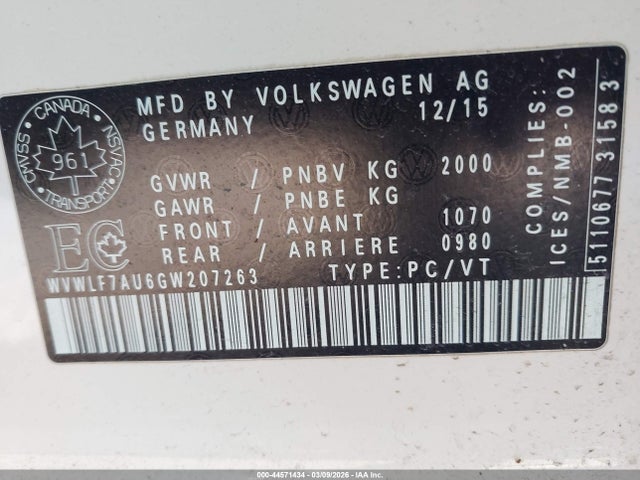 CANADA
CMVSS NSVAC
961
TRANSPORT
EC
MFD BY VOLKSWAGEN AG
GERMANY 12/15
GVWR / PNBV KG 2000
GAWR / PNBE KG
FRONT / AVANT 1070
REAR / ARRIERE 0980
WVWLF7AU6GW207263 TYPE:PC/VT
COMPLIES:
ICES/NMB-002
5110677 31583
000-44571434 | 03/09/2026 | IAA Inc.